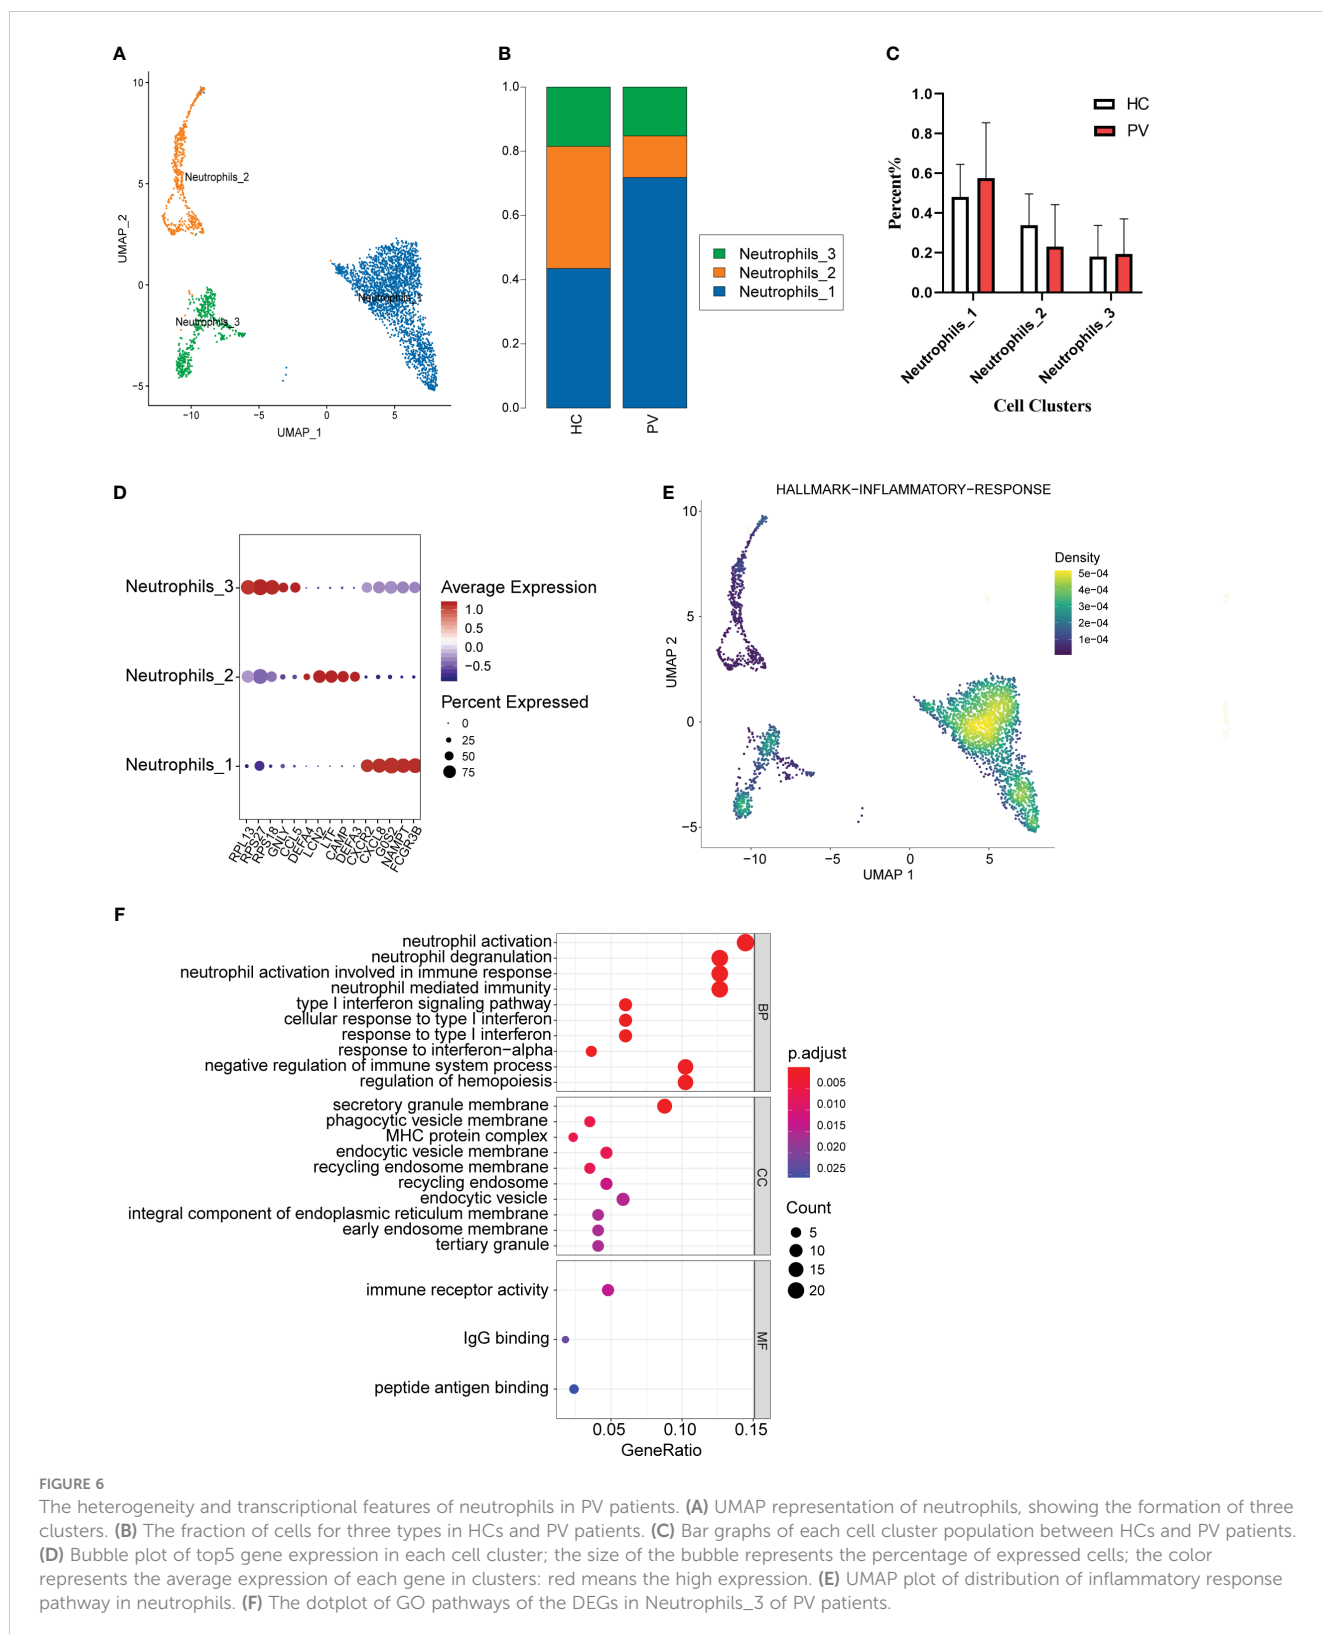 A
10
5
0
−5
−10
−5
0
5
UMAP_2
UMAP_1
Neutrophils_2
Neutrophils_3
Neutrophils_1
B
1.0
0.8
0.6
0.4
0.2
0.0
HC
PV
Neutrophils_3
Neutrophils_2
Neutrophils_1
C
1.0
0.8
0.6
0.4
0.2
0.0
Percent%
HC
PV
Neutrophils_1
Neutrophils_2
Neutrophils_3
Cell Clusters
D
Neutrophils_3
Neutrophils_2
Neutrophils_1
RPL13
RPS27
RPS18
GNLY
CCL5
DEFA4
LCN2
LTF
CAMP
DEFA3
CXCR2
CXCL8
G0S2
NAMPT
FCGR3B
Average Expression
1.0
0.5
0.0
−0.5
Percent Expressed
0
25
50
75
E
HALLMARK−INFLAMMATORY−RESPONSE
10
5
0
−5
−10
−5
0
5
UMAP 2
UMAP 1
Density
5e−04
4e−04
3e−04
2e−04
1e−04
F
neutrophil activation
neutrophil degranulation
neutrophil activation involved in immune response
neutrophil mediated immunity
type I interferon signaling pathway
cellular response to type I interferon
response to type I interferon
response to interferon−alpha
negative regulation of immune system process
regulation of hemopoiesis
BP
secretory granule membrane
phagocytic vesicle membrane
MHC protein complex
endocytic vesicle membrane
recycling endosome membrane
recycling endosome
endocytic vesicle
integral component of endoplasmic reticulum membrane
early endosome membrane
tertiary granule
CC
immune receptor activity
IgG binding
peptide antigen binding
MF
0.05
0.10
0.15
GeneRatio
p.adjust
0.005
0.010
0.015
0.020
0.025
Count
5
10
15
20
FIGURE 6
The heterogeneity and transcriptional features of neutrophils in PV patients. (A) UMAP representation of neutrophils, showing the formation of three
clusters. (B) The fraction of cells for three types in HCs and PV patients. (C) Bar graphs of each cell cluster population between HCs and PV patients.
(D) Bubble plot of top5 gene expression in each cell cluster; the size of the bubble represents the percentage of expressed cells; the color
represents the average expression of each gene in clusters: red means the high expression. (E) UMAP plot of distribution of inflammatory response
pathway in neutrophils. (F) The dotplot of GO pathways of the DEGs in Neutrophils_3 of PV patients.